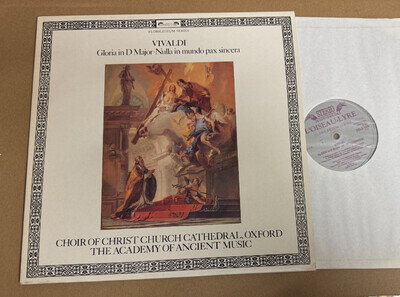 FLORILEGIUM SERIES
VIVALDI
Gloria in D Major·Nulla in mundo pax sincera
CHOIR OF CHRIST CHURCH CATHEDRAL, OXFORD
THE ACADEMY OF ANCIENT MUSIC
L'OISEAU-LYRE